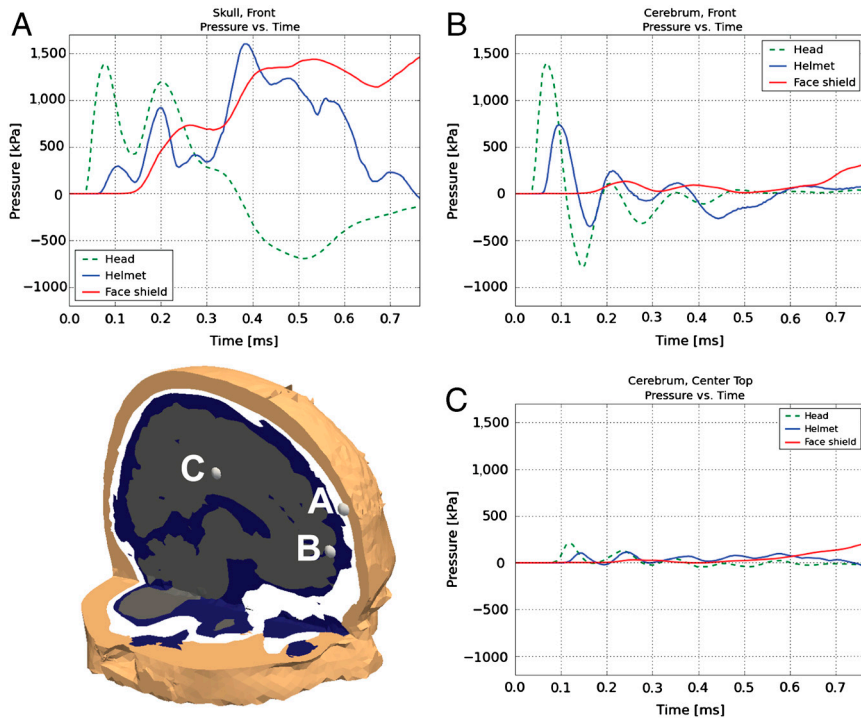 A
Skull, Front
Pressure vs. Time
1,500
1,000
500
0
−500
−1000
Pressure [kPa]
Head
Helmet
Face shield
0.0 0.1 0.2 0.3 0.4 0.5 0.6 0.7
Time [ms]
B
Cerebrum, Front
Pressure vs. Time
1,500
1,000
500
0
−500
−1000
Pressure [kPa]
Head
Helmet
Face shield
0.0 0.1 0.2 0.3 0.4 0.5 0.6 0.7
Time [ms]
C
A
B
C
Cerebrum, Center Top
Pressure vs. Time
1,500
1,000
500
0
−500
−1000
Pressure [kPa]
Head
Helmet
Face shield
0.0 0.1 0.2 0.3 0.4 0.5 0.6 0.7
Time [ms]